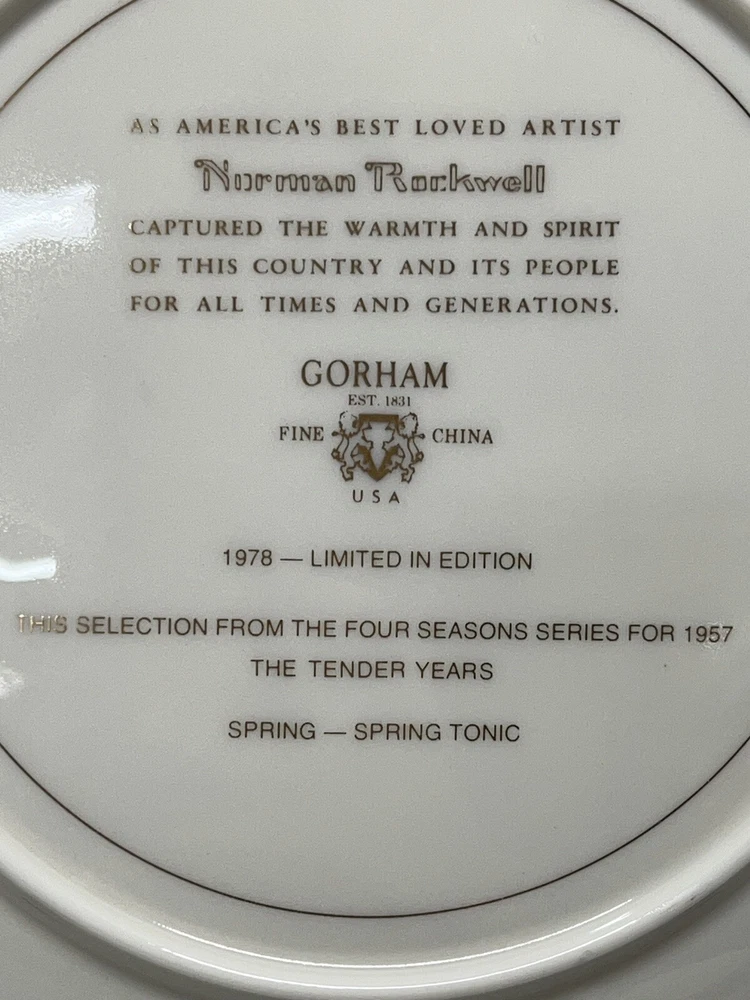 AS AMERICA'S BEST LOVED ARTIST
Norman Rockwell
CAPTURED THE WARMTH AND SPIRIT
OF THIS COUNTRY AND ITS PEOPLE
FOR ALL TIMES AND GENERATIONS.
GORHAM
EST. 1831
FINE CHINA
USA
1978 — LIMITED IN EDITION
THIS SELECTION FROM THE FOUR SEASONS SERIES FOR 1957
THE TENDER YEARS
SPRING — SPRING TONIC